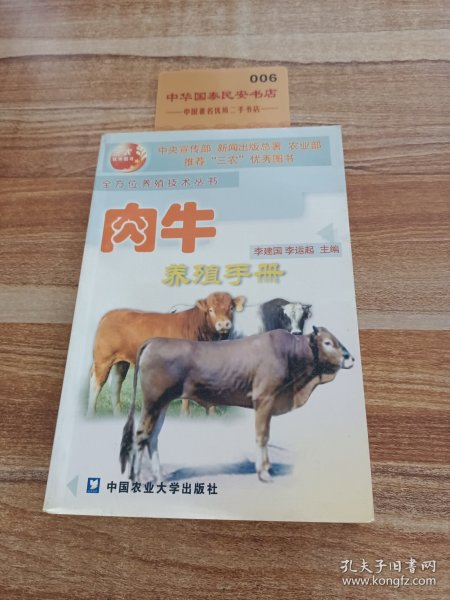 006
中华国泰民安书店
中国著名优质二手书店
中央宣传部 新闻出版总署 农业部
推荐“三农”优秀图书
全方位养殖技术丛书
肉牛
李建国 李运起 主编
养殖手册
中国农业大学出版社
孔夫子旧书网
www.kongfz.com